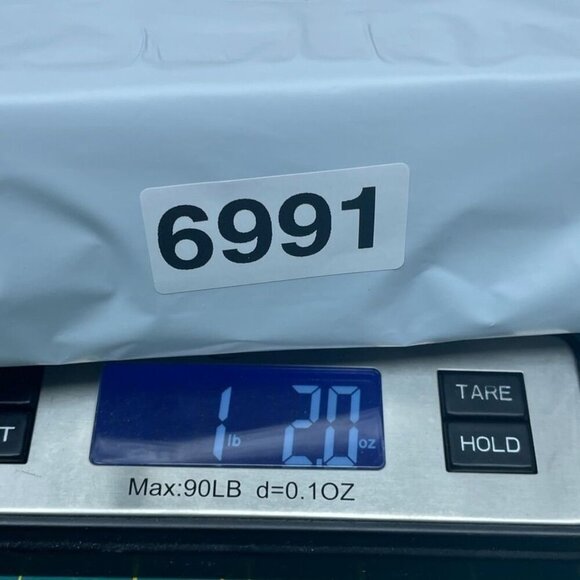 6991
1 lb 2.0 oz
TARE
T HOLD
Max:90LB d=0.1OZ